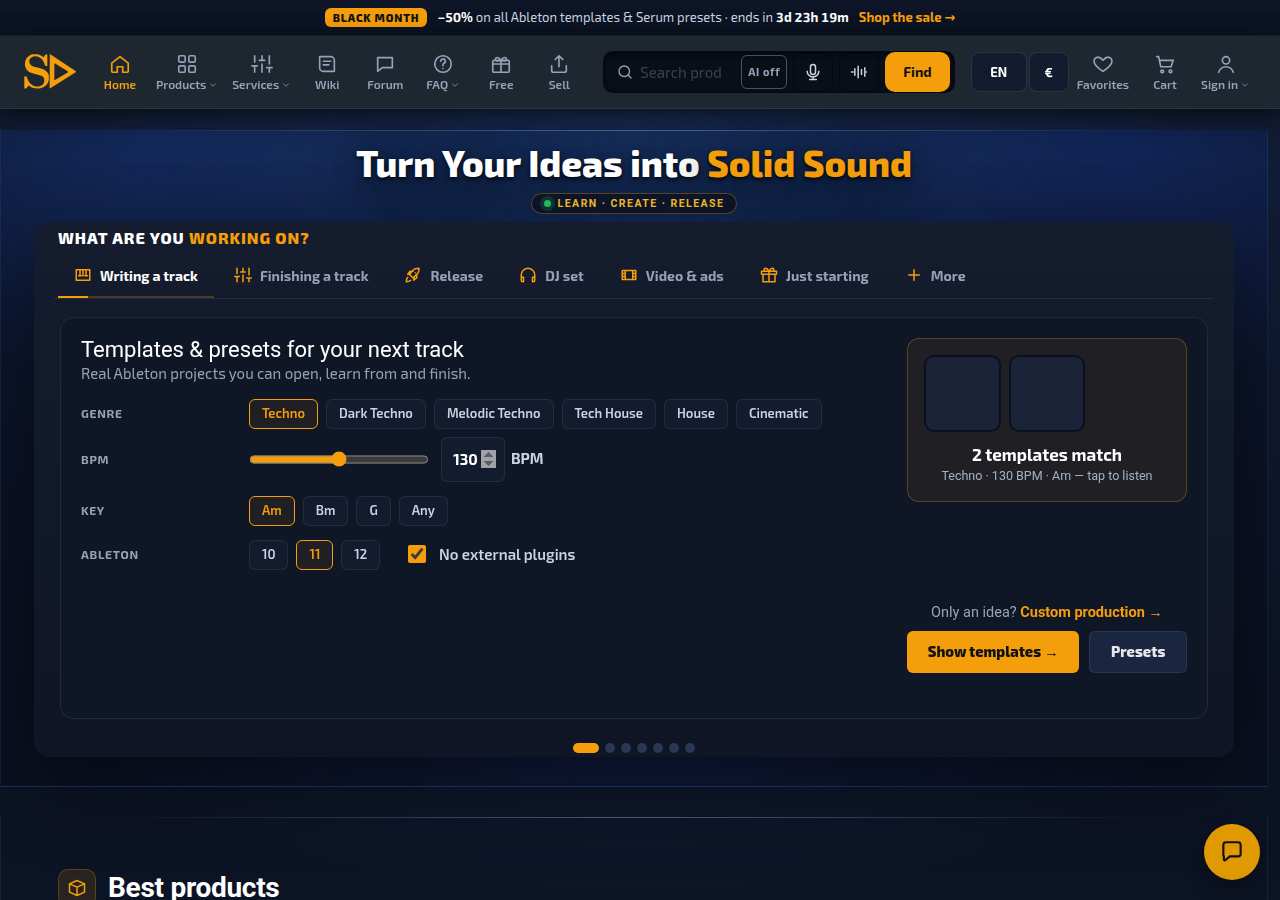 BLACK MONTH −50% on all Ableton templates & Serum presets · ends in 3d 23h 19m Shop the sale →
Home Products Services Wiki Forum FAQ Free Sell Search prod AI off Find EN € Favorites Cart Sign in
Turn Your Ideas into Solid Sound
LEARN · CREATE · RELEASE
WHAT ARE YOU WORKING ON?
Writing a track Finishing a track Release DJ set Video & ads Just starting More
Templates & presets for your next track
Real Ableton projects you can open, learn from and finish.
GENRE Techno Dark Techno Melodic Techno Tech House House Cinematic
BPM 130 BPM
KEY Am Bm G Any
ABLETON 10 11 12 No external plugins
2 templates match
Techno · 130 BPM · Am — tap to listen
Only an idea? Custom production →
Show templates → Presets
Best products